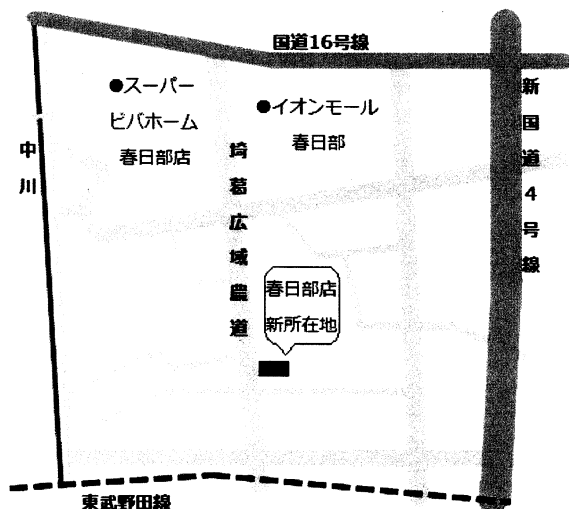 国道16号線
●スーパー
ビバホーム
春日部店
●イオンモール
春日部
新国道4号線
中川
埼葛広域農道
春日部店
新所在地
東武野田線